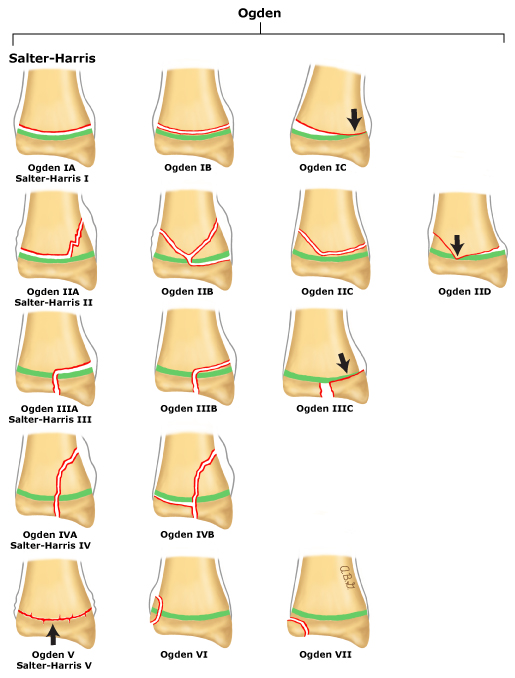 Ogden
Salter-Harris
Ogden IA
Salter-Harris I
Ogden IB
Ogden IC
Ogden IIA
Salter-Harris II
Ogden IIB
Ogden IIC
Ogden IID
Ogden IIIA
Salter-Harris III
Ogden IIIB
Ogden IIIC
Ogden IVA
Salter-Harris IV
Ogden IVB
Ogden V
Salter-Harris V
Ogden VI
Ogden VII